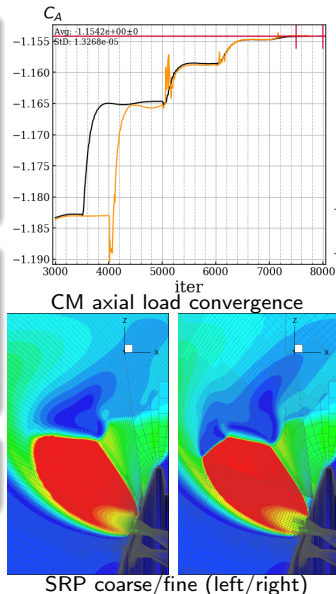 C_A
Avg: -1.1542e+00±0
StD: 1.3268e-05
−1.155
−1.160
−1.165
−1.170
−1.175
−1.180
−1.185
−1.190
3000 4000 5000 6000 7000 8000
iter
CM axial load convergence
z
x
z
x
SRP coarse/fine (left/right)